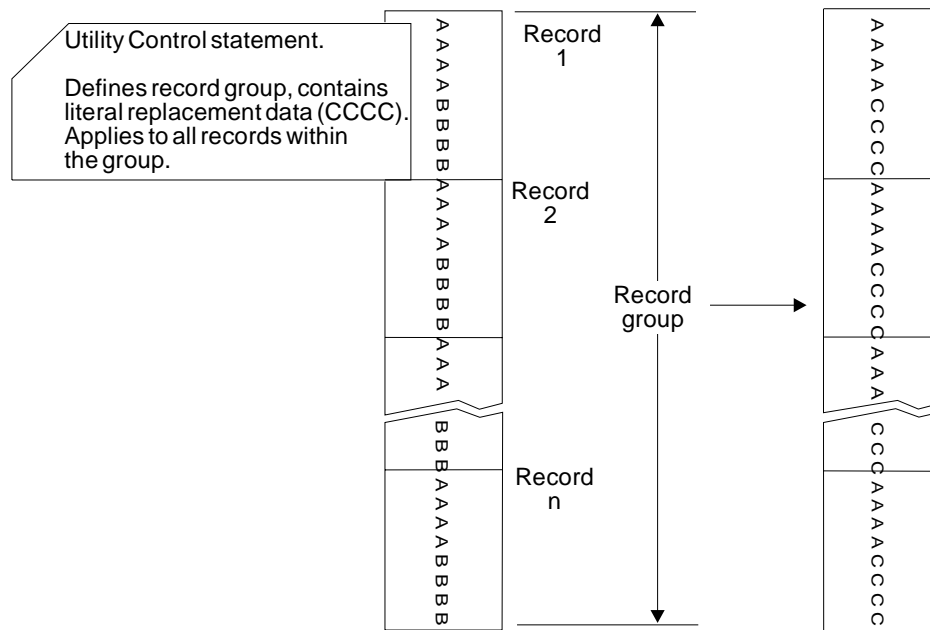 Utility Control statement.
Defines record group, contains
literal replacement data (CCCC).
Applies to all records within
the group.
AAAABBBB
AAAABBBB
AAA
BBB
AAAABBBB
Record
1
Record
2
Record
n
Record
group
AAAACCCC
AAAACCCC
AAA
CCC
AAAACCCC